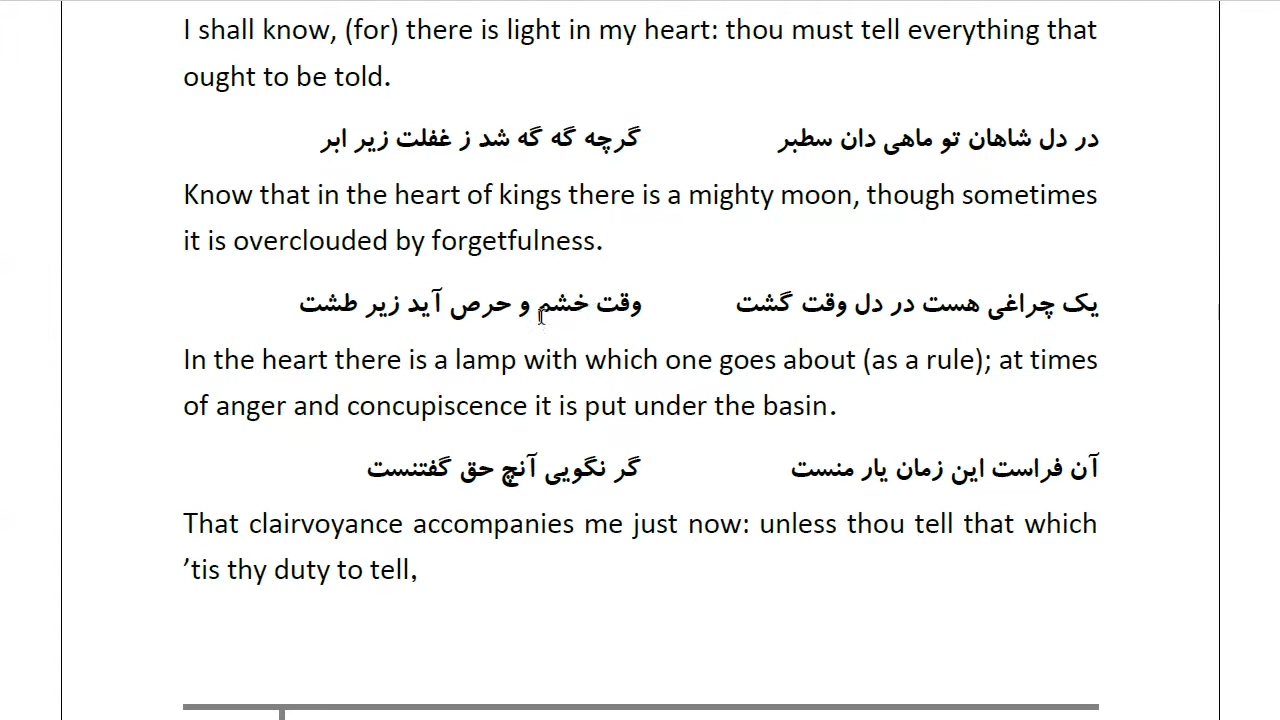 I shall know, (for) there is light in my heart: thou must tell everything that
ought to be told.
در دل شاهان تو ماهی دان سطبر گرچه گه گه شد ز غفلت زیر ابر
Know that in the heart of kings there is a mighty moon, though sometimes
it is overclouded by forgetfulness.
یک چراغی هست در دل وقت گشت وقت خشم و حرص آید زیر طشت
In the heart there is a lamp with which one goes about (as a rule); at times
of anger and concupiscence it is put under the basin.
آن فراست این زمان یار منست گر نگویی آنچ حق گفتنست
That clairvoyance accompanies me just now: unless thou tell that which
’tis thy duty to tell,